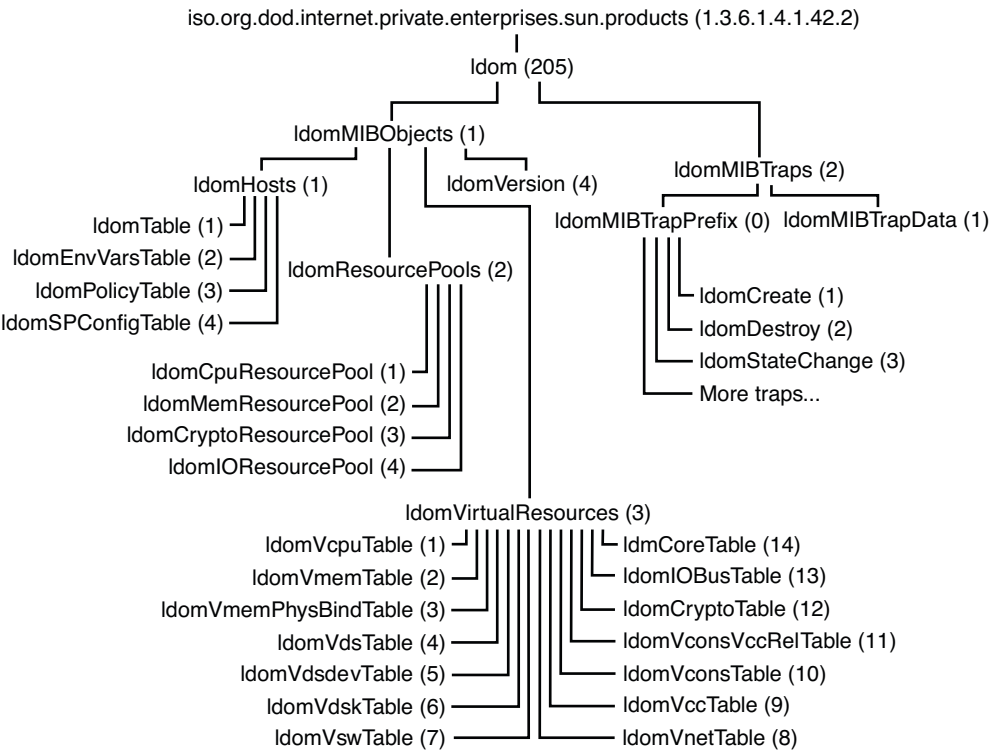 iso.org.dod.internet.private.enterprises.sun.products (1.3.6.1.4.1.42.2)
ldom (205)
ldomMIBObjects (1)
ldomHosts (1)
ldomTable (1)
ldomEnvVarsTable (2)
ldomPolicyTable (3)
ldomSPConfigTable (4)
ldomResourcePools (2)
ldomCpuResourcePool (1)
ldomMemResourcePool (2)
ldomCryptoResourcePool (3)
ldomIOResourcePool (4)
ldomVirtualResources (3)
ldomVcpuTable (1)
ldomVmemTable (2)
ldomVmemPhysBindTable (3)
ldomVdsTable (4)
ldomVdsdevTable (5)
ldomVdskTable (6)
ldomVswTable (7)
ldmCoreTable (14)
ldomIOBusTable (13)
ldomCryptoTable (12)
ldomVconsVccRelTable (11)
ldomVconsTable (10)
ldomVccTable (9)
ldomVnetTable (8)
ldomVersion (4)
ldomMIBTraps (2)
ldomMIBTrapPrefix (0)
ldomCreate (1)
ldomDestroy (2)
ldomStateChange (3)
More traps...
ldomMIBTrapData (1)